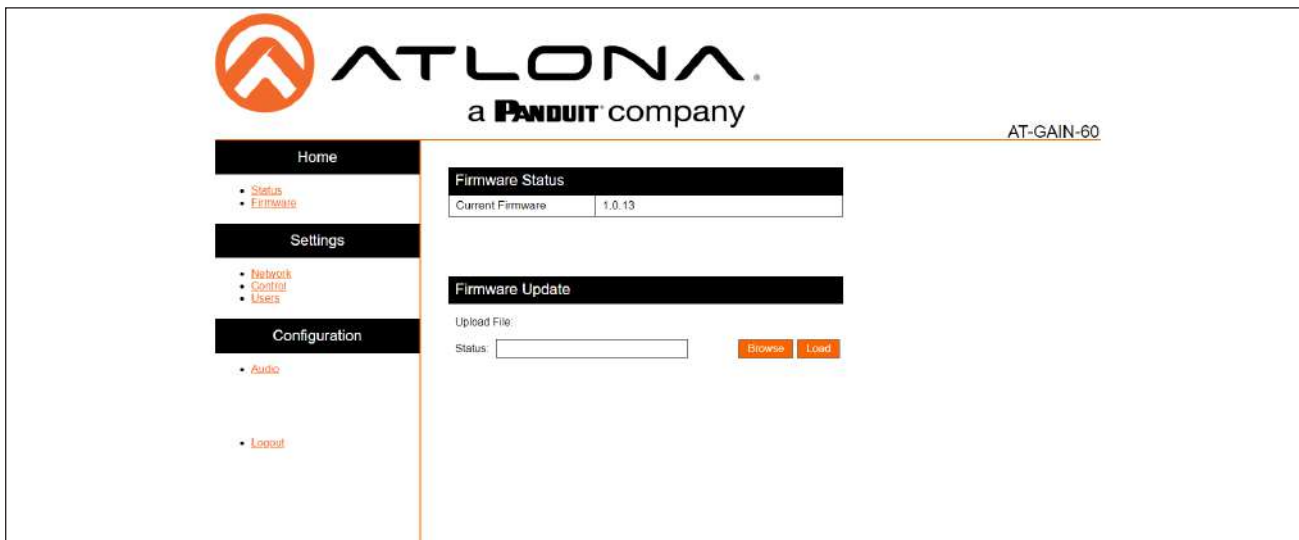 ATLONA.
a PANDUIT company
AT-GAIN-60
Home
Status
Firmware
Settings
Network
Control
Users
Configuration
Audio
Logout
Firmware Status
Current Firmware 1.0.13
Firmware Update
Upload File:
Status:
Browse Load